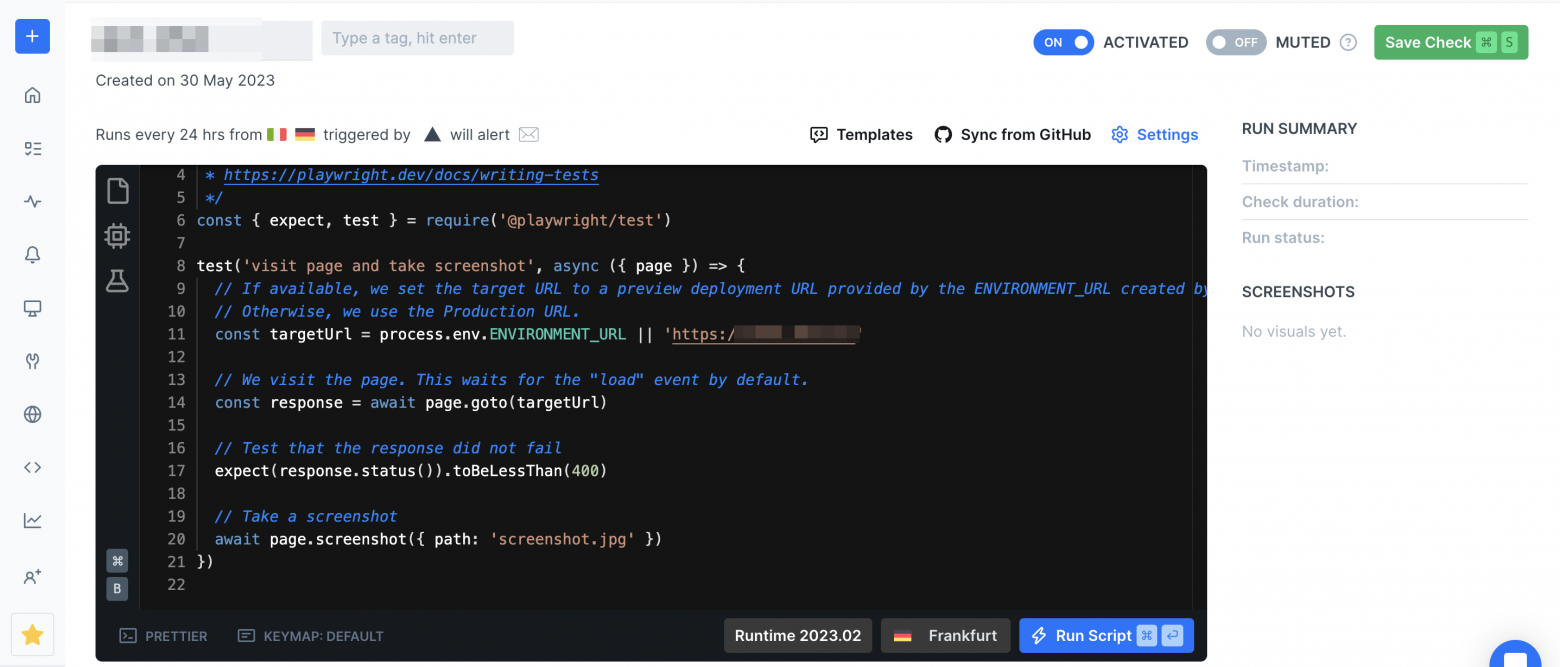 Type a tag, hit enter
ON
ACTIVATED
OFF
MUTED
?
Save Check ⌘ S
Created on 30 May 2023
Runs every 24 hrs from triggered by will alert
Templates
Sync from GitHub
Settings
4 * https://playwright.dev/docs/writing-tests
5 */
6 const { expect, test } = require('@playwright/test')
7
8 test('visit page and take screenshot', async ({ page }) => {
9 // If available, we set the target URL to a preview deployment URL provided by the ENVIRONMENT_URL created by
10 // Otherwise, we use the Production URL.
11 const targetUrl = process.env.ENVIRONMENT_URL || 'https:/
12
13 // We visit the page. This waits for the "load" event by default.
14 const response = await page.goto(targetUrl)
15
16 // Test that the response did not fail
17 expect(response.status()).toBeLessThan(400)
18
19 // Take a screenshot
20 await page.screenshot({ path: 'screenshot.jpg' })
21 })
22
⌘
B
PRETTIER
KEYMAP: DEFAULT
Runtime 2023.02
Frankfurt
Run Script ⌘ ↵
RUN SUMMARY
Timestamp:
Check duration:
Run status:
SCREENSHOTS
No visuals yet.